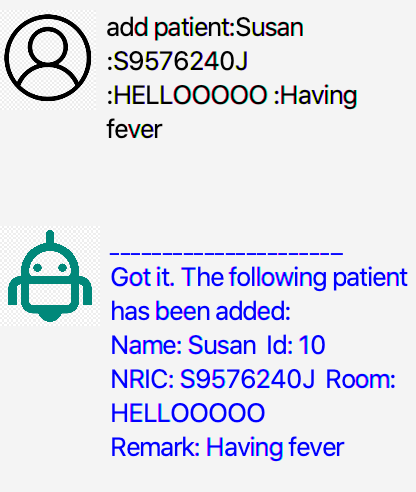 add patient:Susan
:S9576240J
:HELLOOOOO :Having
fever
_______________________
Got it. The following patient
has been added:
Name: Susan  Id: 10
NRIC: S9576240J  Room:
HELLOOOOO
Remark: Having fever